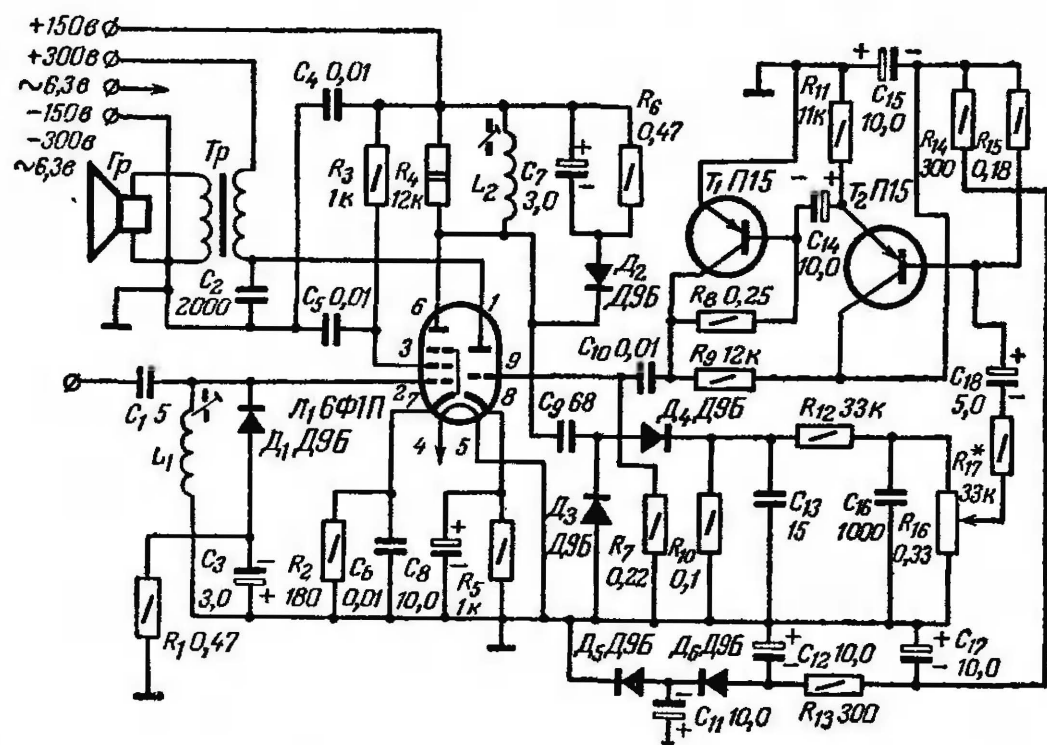 +150в
+300в
~6,3в
-150в
-300в
~6,3в
Гр
Тр
C2
2000
C4 0,01
C5 0,01
R3
1к
R4
12к
L2
C7
3,0
+
-
R6
0,47
Д2
Д9Б
R11
11к
+ -
C15
10,0
R14
300
R15
0,18
T1 П15
- +
C14
10,0
T2 П15
R8 0,25
R9 12к
C10 0,01
6
1
3
9
2
7
8
4
5
Л1 6Ф1П
C1 5
L1
Д1 Д9Б
C9 68
Д4 Д9Б
R12 33к
C18
5,0
+
-
R17*
33к
Д3
Д9Б
R7
0,22
R10
0,1
C13
15
C16
1000
R16
0,33
C3
3,0
-
+
R1 0,47
R2
180
C6
0,01
C8
10,0
+
-
R5
1к
Д5 Д9Б
Д6 Д9Б
+
-
C12 10,0
+
-
C17
10,0
-
+
C11 10,0
R13 300